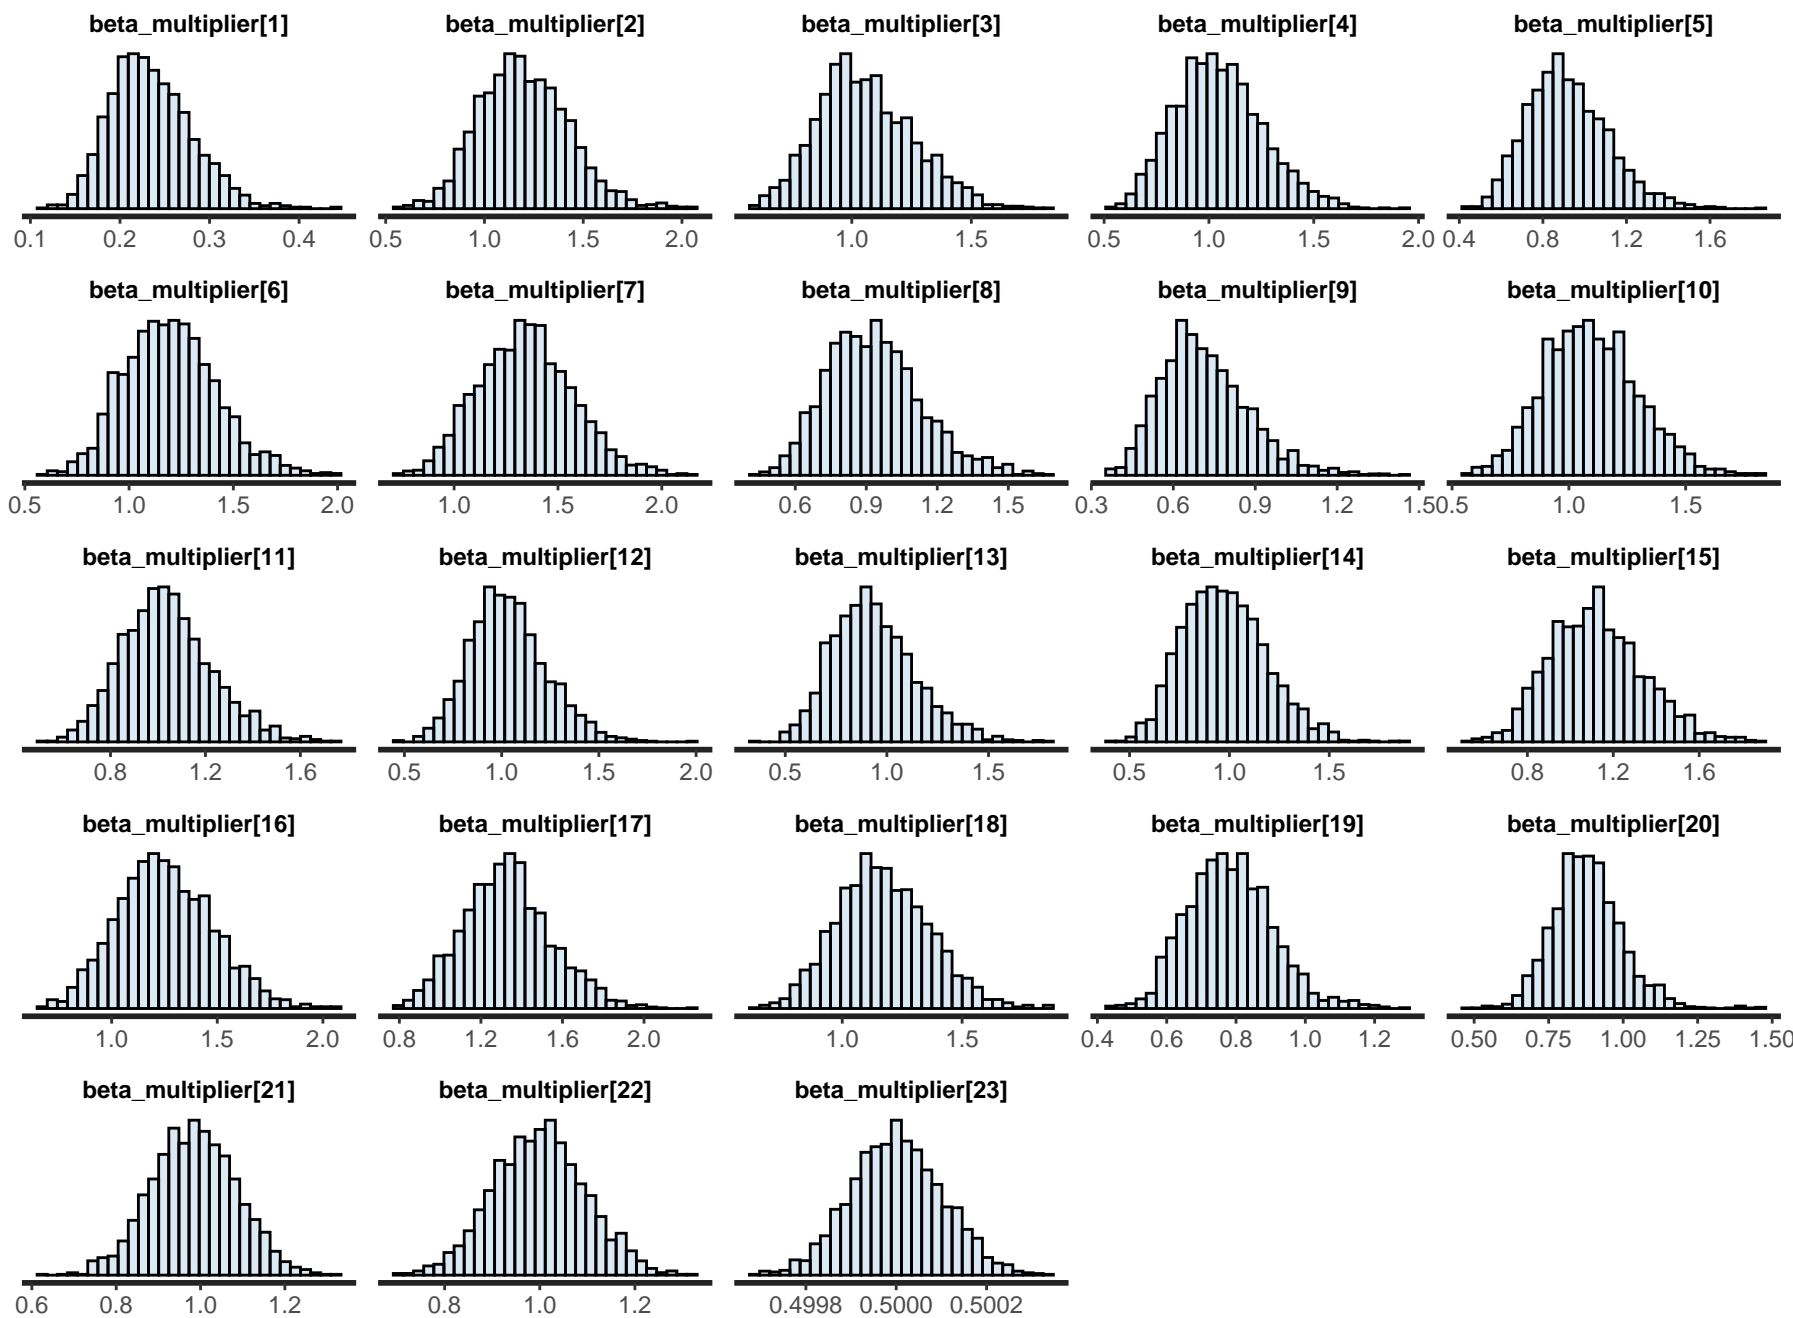 beta_multiplier[1] beta_multiplier[2] beta_multiplier[3] beta_multiplier[4] beta_multiplier[5]
0.1 0.2 0.3 0.4 0.5 1.0 1.5 2.0 1.0 1.5 0.5 1.0 1.5 2.0 0.4 0.8 1.2 1.6
beta_multiplier[6] beta_multiplier[7] beta_multiplier[8] beta_multiplier[9] beta_multiplier[10]
0.5 1.0 1.5 2.0 1.0 1.5 2.0 0.6 0.9 1.2 1.5 0.3 0.6 0.9 1.2 1.5 0.5 1.0 1.5
beta_multiplier[11] beta_multiplier[12] beta_multiplier[13] beta_multiplier[14] beta_multiplier[15]
0.8 1.2 1.6 0.5 1.0 1.5 2.0 0.5 1.0 1.5 0.5 1.0 1.5 0.8 1.2 1.6
beta_multiplier[16] beta_multiplier[17] beta_multiplier[18] beta_multiplier[19] beta_multiplier[20]
1.0 1.5 2.0 0.8 1.2 1.6 2.0 1.0 1.5 0.4 0.6 0.8 1.0 1.2 0.50 0.75 1.00 1.25 1.50
beta_multiplier[21] beta_multiplier[22] beta_multiplier[23]
0.6 0.8 1.0 1.2 0.8 1.0 1.2 0.4998 0.5000 0.5002